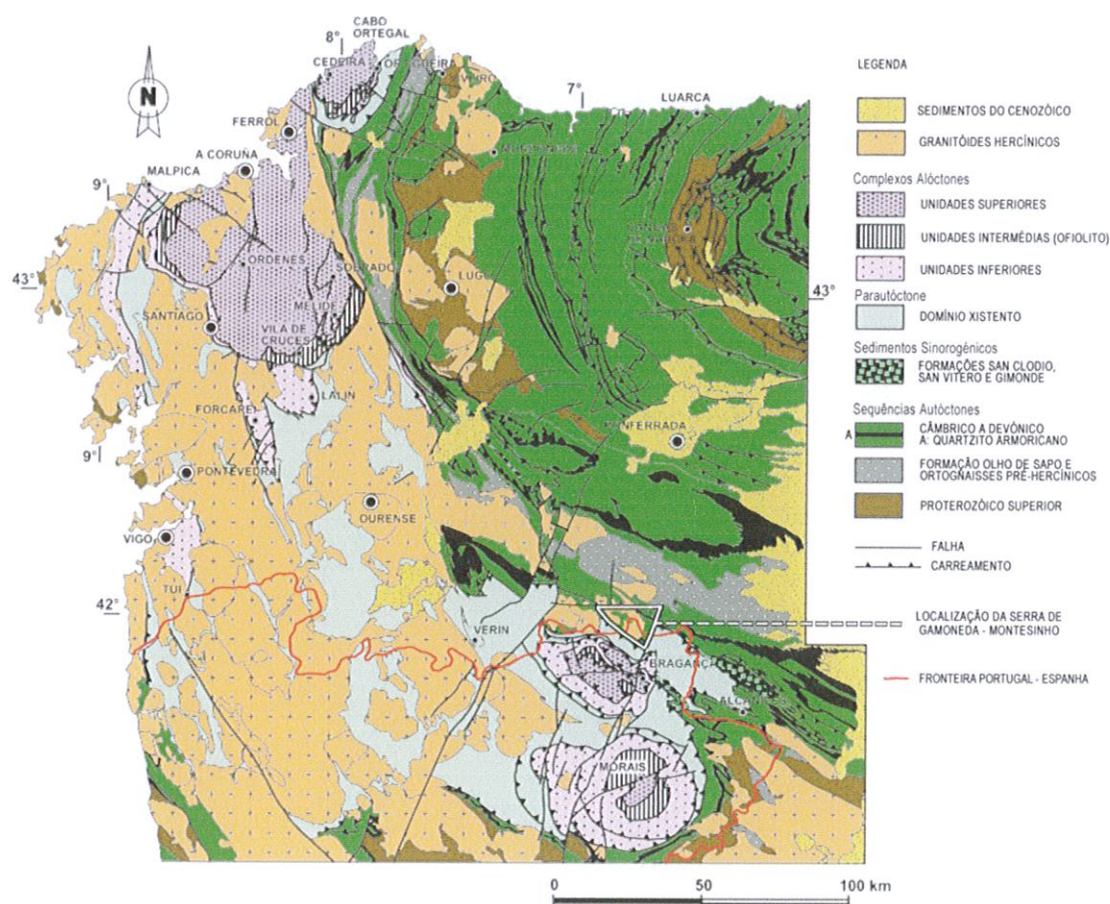 CABO
ORTEGAL
8°
CEDEIRA
N
7°
LUARCA
FERROL
A CORUÑA
MALPICA
9°
ORDENES
SOBRADO
LUGO
43°
43°
MELIDE
SANTIAGO
VILA DE
CRUCES
LALIN
FORCAREI
9°
PONTEVEDRA
OURENSE
VIGO
TUI
42°
VERIN
BRAGANÇA
MORAIS
0 50 100 km
LEGENDA
SEDIMENTOS DO CENOZÓICO
GRANITÓIDES HERCÍNICOS
Complexos Alóctones
UNIDADES SUPERIORES
UNIDADES INTERMÉDIAS (OFIOLITO)
UNIDADES INFERIORES
Parautóctone
DOMÍNIO XISTENTO
Sedimentos Sinorogénicos
FORMAÇÕES SAN CLODIO,
SAN VITERO E GIMONDE
Sequências Autóctones
A
CÂMBRICO A DEVÔNICO
A: QUARTZITO ARMORICANO
FORMAÇÃO OLHO DE SAPO E
ORTOGNAISSES PRÉ-HERCÍNICOS
PROTEROZÓICO SUPERIOR
FALHA
CARREAMENTO
LOCALIZAÇÃO DA SERRA DE
GAMONEDA - MONTESINHO
FRONTEIRA PORTUGAL - ESPANHA